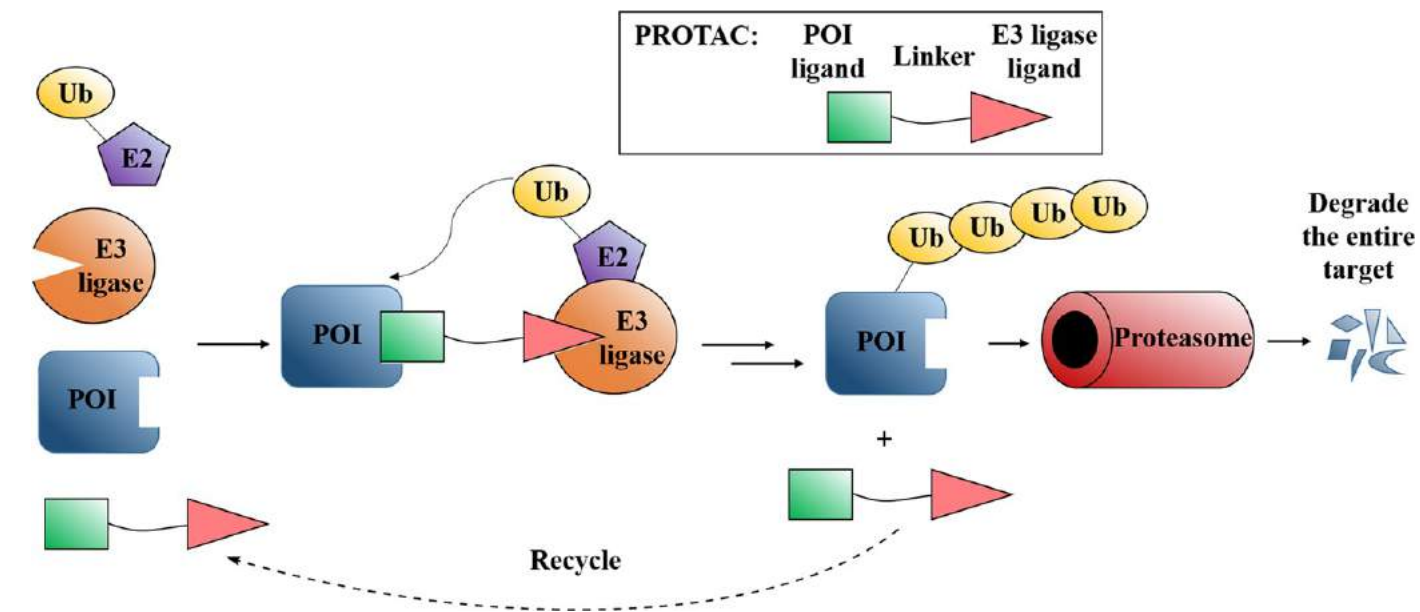 PROTAC:
POI
ligand
Linker
E3 ligase
ligand
Ub
E2
E3
ligase
POI
Ub
E2
POI
E3
ligase
Ub
Ub
Ub
Ub
POI
+
Proteasome
Degrade
the entire
target
Recycle